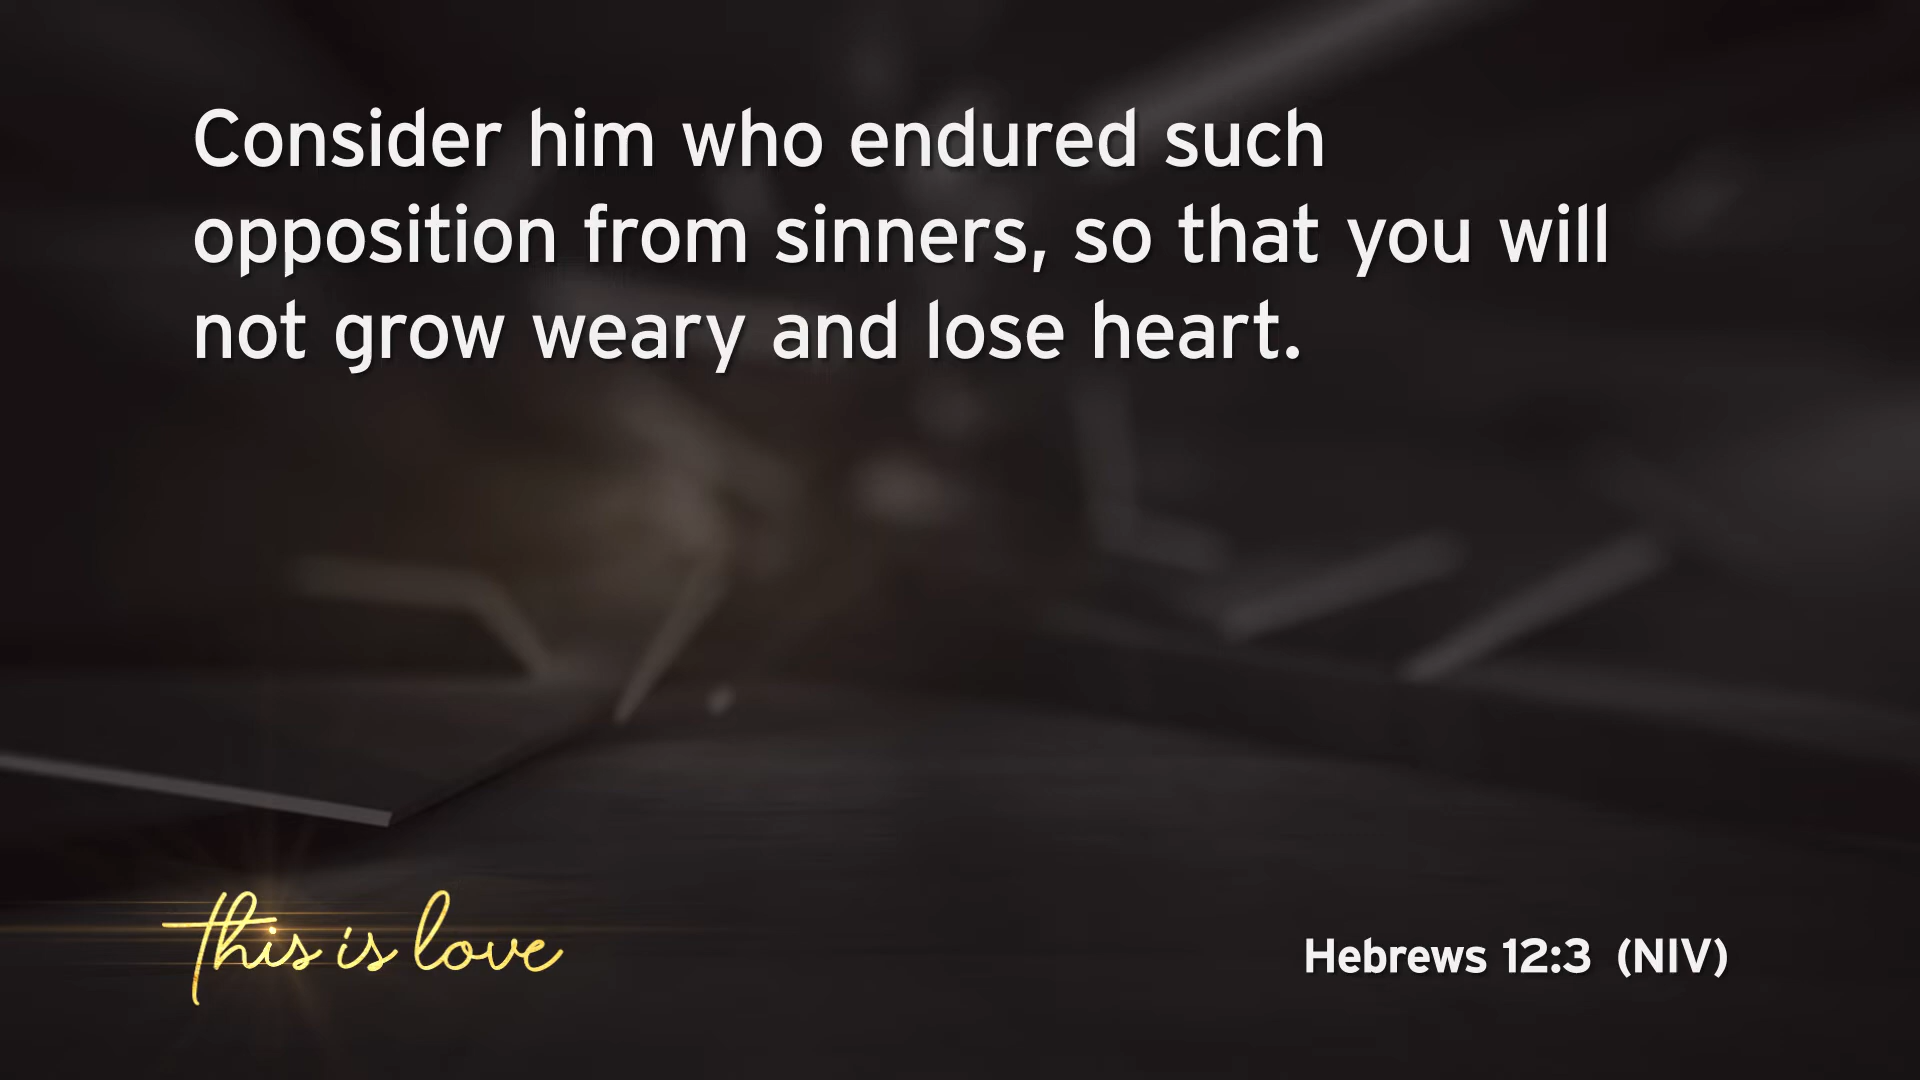 Consider him who endured such
opposition from sinners, so that you will
not grow weary and lose heart.
this is love
Hebrews 12:3 (NIV)